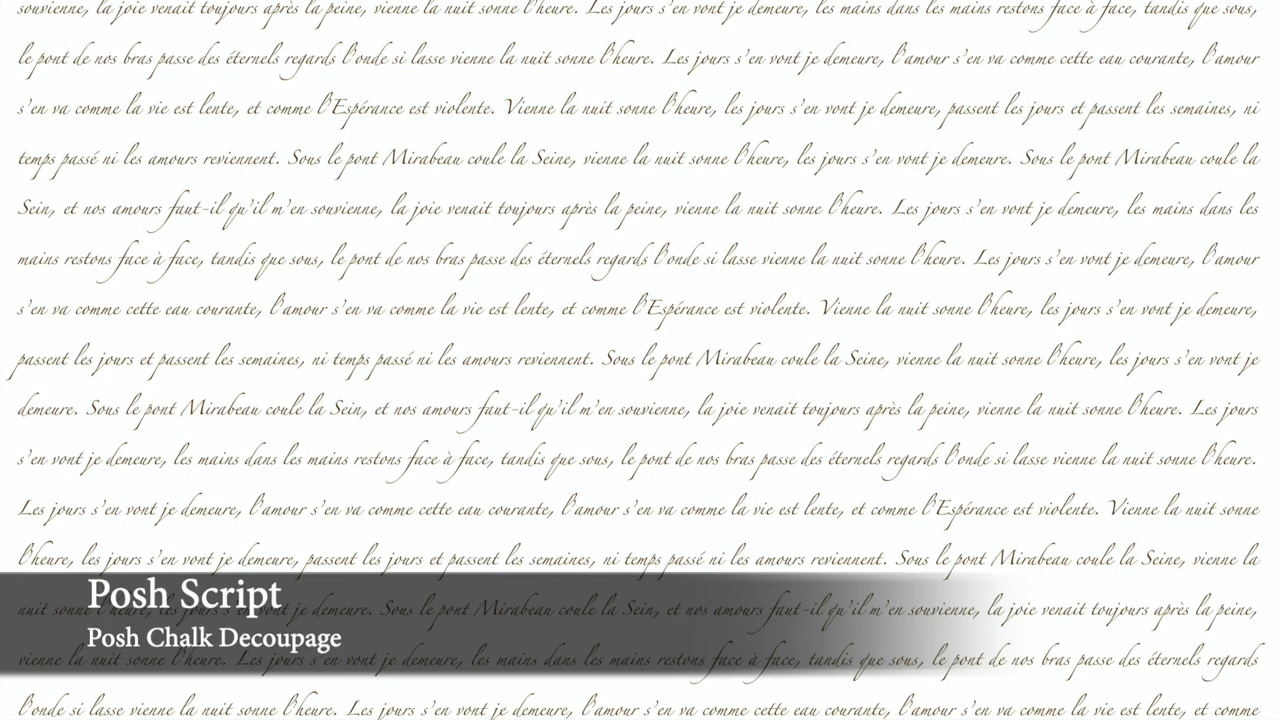 souvienne, la joie venait toujours après la peine, vienne la nuit sonne l'heure. Les jours s'en vont je demeure, les mains dans les mains restons face à face, tandis que sous,
le pont de nos bras passe des éternels regards l'onde si lasse vienne la nuit sonne l'heure. Les jours s'en vont je demeure, l'amour s'en va comme cette eau courante, l'amour
s'en va comme la vie est lente, et comme l'Espérance est violente. Vienne la nuit sonne l'heure, les jours s'en vont je demeure, passent les jours et passent les semaines, ni
temps passé ni les amours reviennent. Sous le pont Mirabeau coule la Seine, vienne la nuit sonne l'heure, les jours s'en vont je demeure. Sous le pont Mirabeau coule la
Sein, et nos amours faut-il qu'il m'en souvienne, la joie venait toujours après la peine, vienne la nuit sonne l'heure. Les jours s'en vont je demeure, les mains dans les
mains restons face à face, tandis que sous, le pont de nos bras passe des éternels regards l'onde si lasse vienne la nuit sonne l'heure. Les jours s'en vont je demeure, l'amour
s'en va comme cette eau courante, l'amour s'en va comme la vie est lente, et comme l'Espérance est violente. Vienne la nuit sonne l'heure, les jours s'en vont je demeure,
passent les jours et passent les semaines, ni temps passé ni les amours reviennent. Sous le pont Mirabeau coule la Seine, vienne la nuit sonne l'heure, les jours s'en vont je
demeure. Sous le pont Mirabeau coule la Sein, et nos amours faut-il qu'il m'en souvienne, la joie venait toujours après la peine, vienne la nuit sonne l'heure. Les jours
s'en vont je demeure, les mains dans les mains restons face à face, tandis que sous, le pont de nos bras passe des éternels regards l'onde si lasse vienne la nuit sonne l'heure.
Les jours s'en vont je demeure, l'amour s'en va comme cette eau courante, l'amour s'en va comme la vie est lente, et comme l'Espérance est violente. Vienne la nuit sonne
l'heure, les jours s'en vont je demeure, passent les jours et passent les semaines, ni temps passé ni les amours reviennent. Sous le pont Mirabeau coule la Seine, vienne la
Posh Script
nuit sonne l'heure, les jours s'en vont je demeure. Sous le pont Mirabeau coule la Sein, et nos amours faut-il qu'il m'en souvienne, la joie venait toujours après la peine,
Posh Chalk Decoupage
vienne la nuit sonne l'heure. Les jours s'en vont je demeure, les mains dans les mains restons face à face, tandis que sous, le pont de nos bras passe des éternels regards
l'onde si lasse vienne la nuit sonne l'heure. Les jours s'en vont je demeure, l'amour s'en va comme cette eau courante, l'amour s'en va comme la vie est lente, et comme